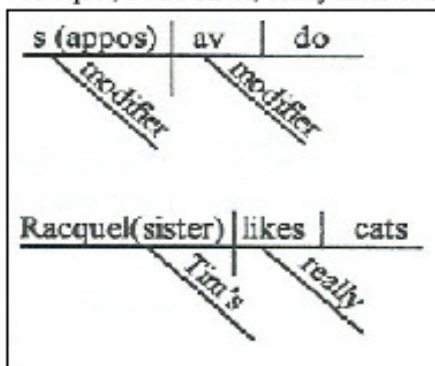 s (appos) av do
modifier modifier
Racquel(sister) likes cats
Tim's really